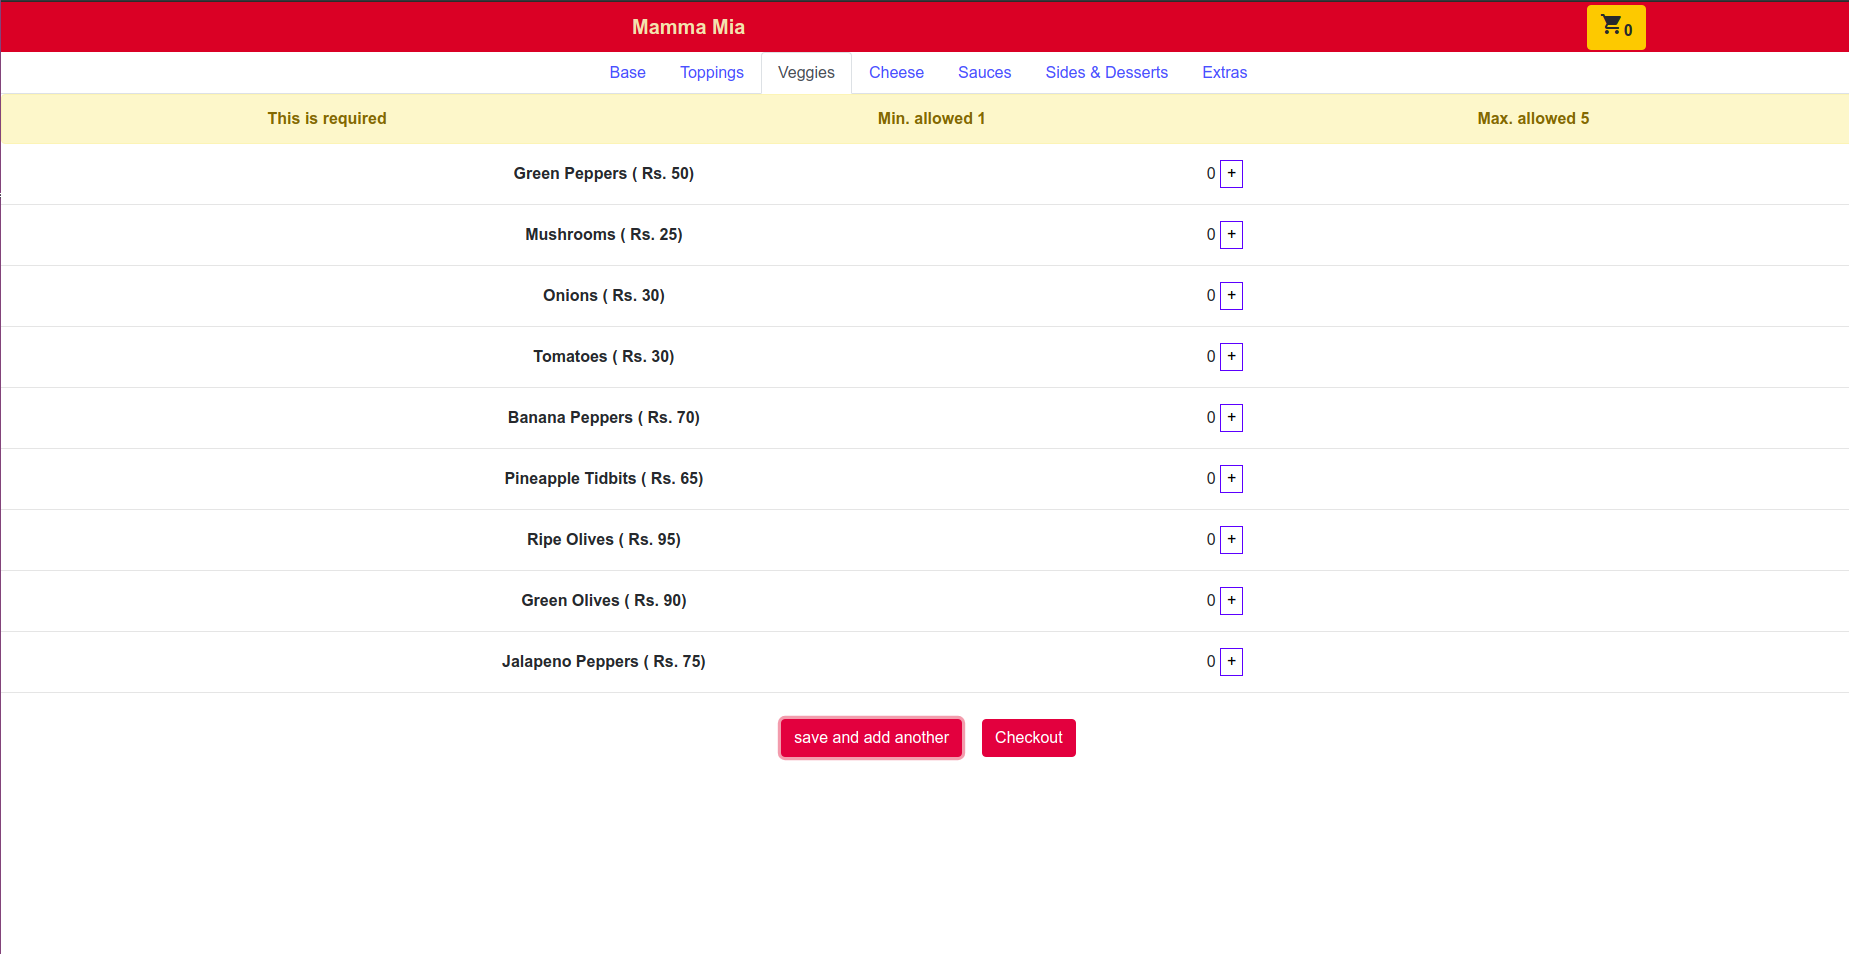 Mamma Mia 0
Base Toppings Veggies Cheese Sauces Sides & Desserts Extras
This is required Min. allowed 1 Max. allowed 5
Green Peppers ( Rs. 50) 0 +
Mushrooms ( Rs. 25) 0 +
Onions ( Rs. 30) 0 +
Tomatoes ( Rs. 30) 0 +
Banana Peppers ( Rs. 70) 0 +
Pineapple Tidbits ( Rs. 65) 0 +
Ripe Olives ( Rs. 95) 0 +
Green Olives ( Rs. 90) 0 +
Jalapeno Peppers ( Rs. 75) 0 +
save and add another Checkout